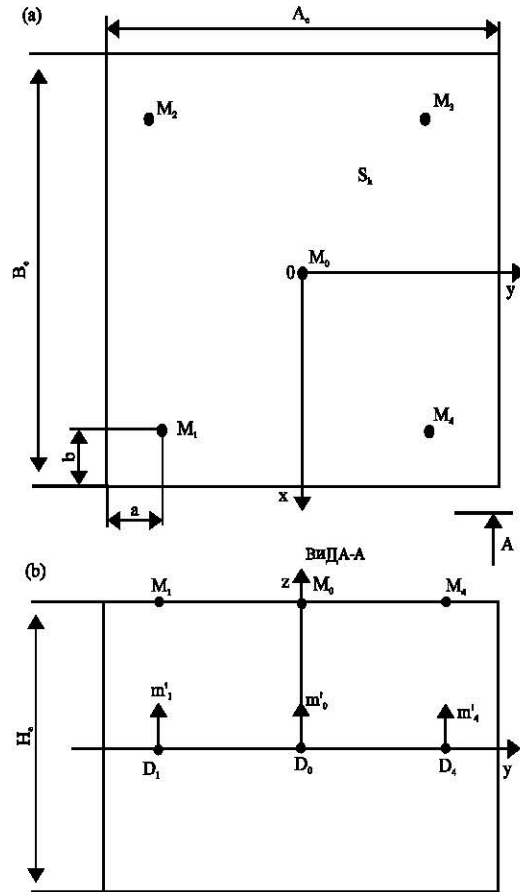 (a)
Aₑ
M₂
M₃
Sₖ
Bₑ
0
M₀
y
M₁
M₄
b
a
x
A
(b)
ВиДА-А
z
M₁
M₀
M₄
Hₑ
m'₁
m'₀
m'₄
D₁
D₀
D₄
y